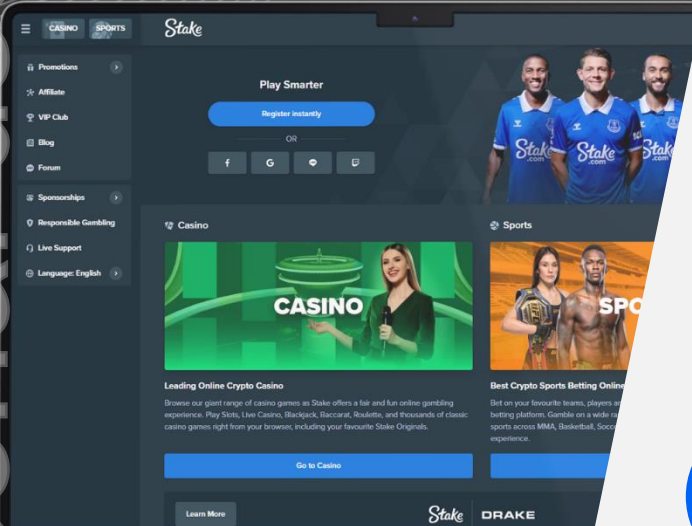 CASINO
SPORTS
Stake
Promotions
Affiliate
VIP Club
Blog
Forum
Sponsorships
Responsible Gambling
Live Support
Language: English
Play Smarter
Register instantly
OR
f
G
Stake
.com
Stake
.com
Stake
.com
Casino
Sports
CASINO
SPO
Leading Online Crypto Casino
Browse our giant range of casino games as Stake offers a fair and fun online gambling
experience. Play Slots, Live Casino, Blackjack, Baccarat, Roulette, and thousands of classic
casino games right from your browser, including your favourite Stake Originals.
Go to Casino
Best Crypto Sports Betting Online
Bet on your favourite teams, players
betting platform. Gamble on a wide
sports across MMA, Basketball,
experience.
Learn More
Stake
DRAKE